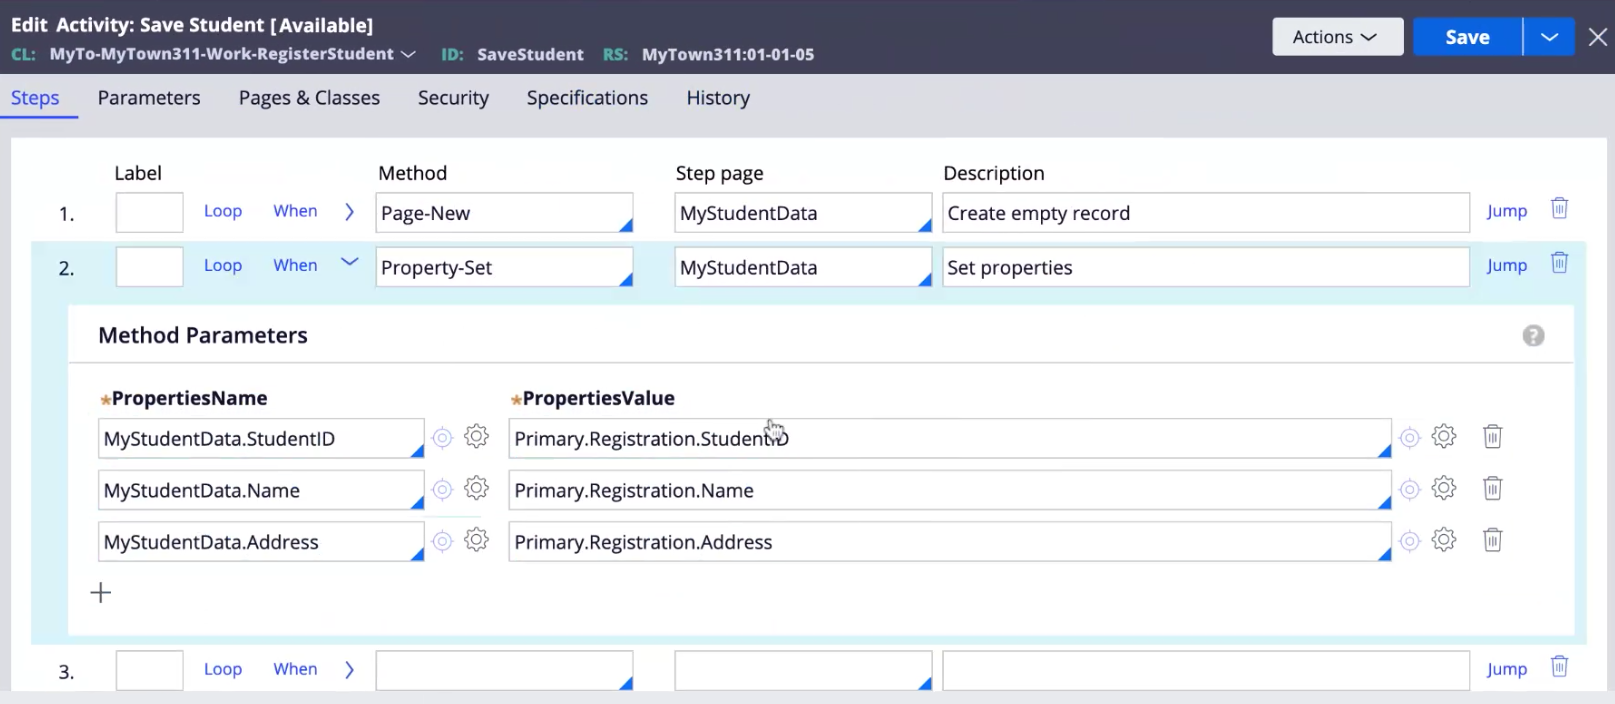 Edit Activity: Save Student [Available]
CL: MyTo-MyTown311-Work-RegisterStudent ID: SaveStudent RS: MyTown311:01-01-05
Actions Save
Steps Parameters Pages & Classes Security Specifications History
Label Method Step page Description
1. Loop When Page-New MyStudentData Create empty record Jump
2. Loop When Property-Set MyStudentData Set properties Jump
Method Parameters ?
*PropertiesName *PropertiesValue
MyStudentData.StudentID Primary.Registration.StudentID
MyStudentData.Name Primary.Registration.Name
MyStudentData.Address Primary.Registration.Address
3. Loop When Jump